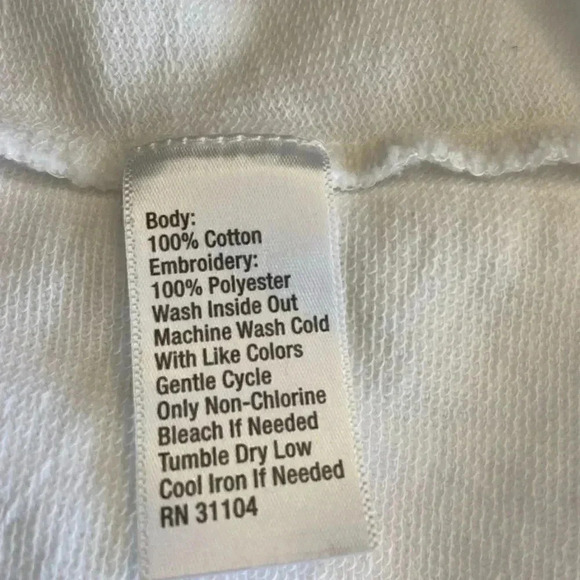 Body:
100% Cotton
Embroidery:
100% Polyester
Wash Inside Out
Machine Wash Cold
With Like Colors
Gentle Cycle
Only Non-Chlorine
Bleach If Needed
Tumble Dry Low
Cool Iron If Needed
RN 31104